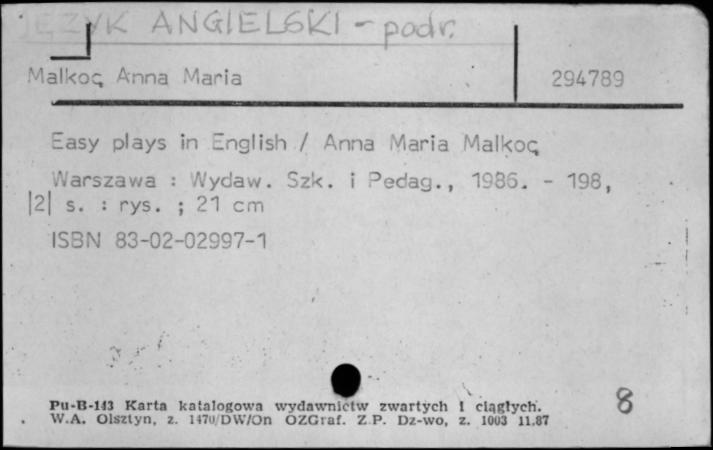 JĘZYK ANGIELSKI - podr.
Malkoç Anna Maria 294789
Easy plays in English / Anna Maria Malkoç
Warszawa : Wydaw. Szk. i Pedag., 1986. - 198,
|2| s. : rys. ; 21 cm
ISBN 83-02-02997-1
8
Pu-B-143 Karta katalogowa wydawnictw zwartych i ciągłych.
W.A. Olsztyn, z. 1470/DW/On OZGraf. Z.P. Dz-wo, z. 1003 11.87